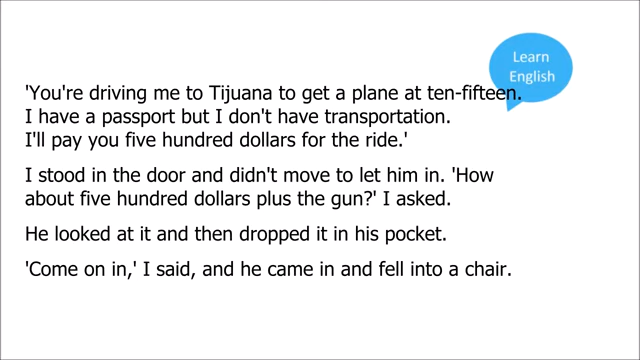 Learn
English
'You're driving me to Tijuana to get a plane at ten-fifteen.
I have a passport but I don't have transportation.
I'll pay you five hundred dollars for the ride.'
I stood in the door and didn't move to let him in. 'How
about five hundred dollars plus the gun?' I asked.
He looked at it and then dropped it in his pocket.
'Come on in,' I said, and he came in and fell into a chair.